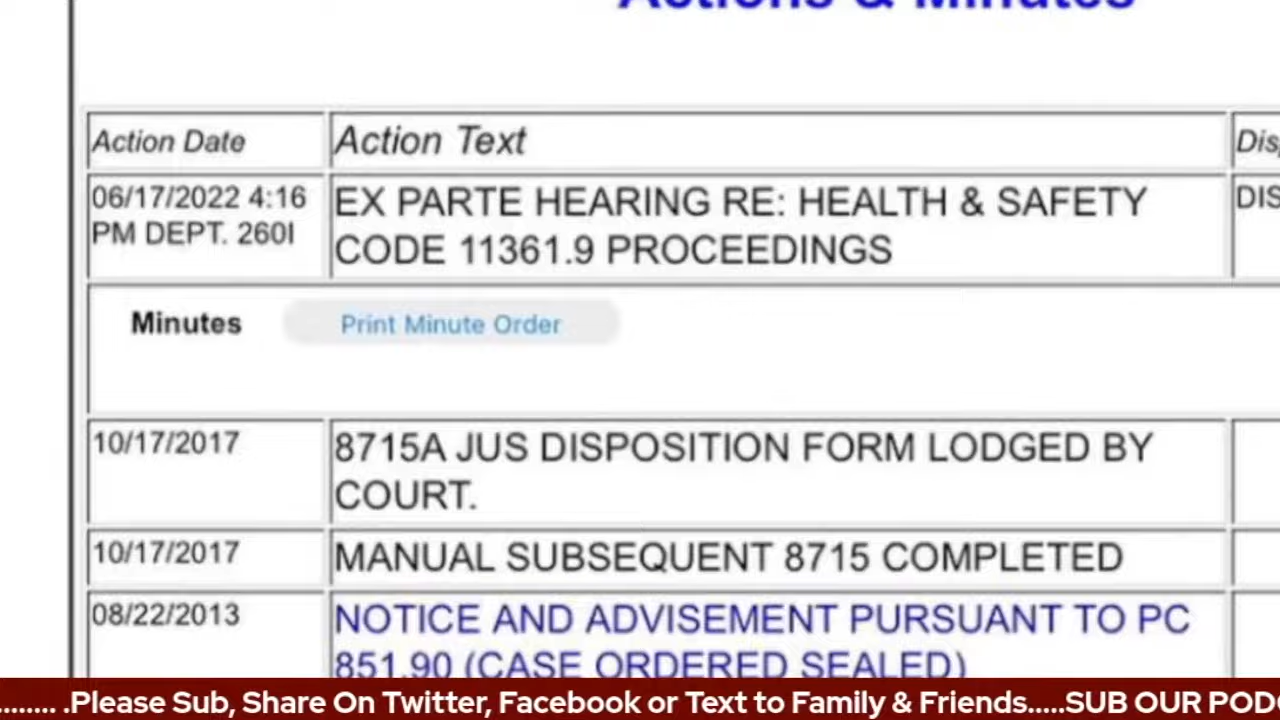 Actions & Minutes
Action Date
Action Text
06/17/2022 4:16
PM DEPT. 260I
EX PARTE HEARING RE: HEALTH & SAFETY
CODE 11361.9 PROCEEDINGS
Minutes
Print Minute Order
10/17/2017
8715A JUS DISPOSITION FORM LODGED BY
COURT.
10/17/2017
MANUAL SUBSEQUENT 8715 COMPLETED
08/22/2013
NOTICE AND ADVISEMENT PURSUANT TO PC
851.90 (CASE ORDERED SEALED)
........ .Please Sub, Share On Twitter, Facebook or Text to Family & Friends.....SUB OUR